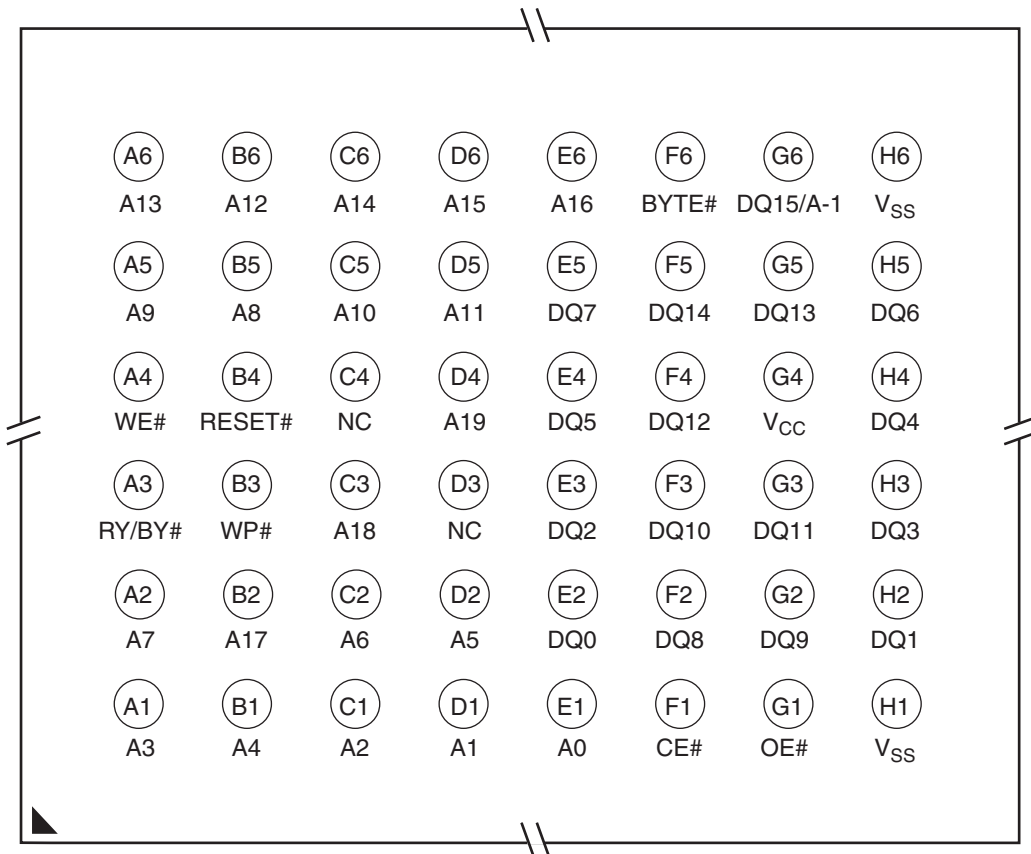 A6 B6 C6 D6 E6 F6 G6 H6
A13 A12 A14 A15 A16 BYTE# DQ15/A-1 VSS
A5 B5 C5 D5 E5 F5 G5 H5
A9 A8 A10 A11 DQ7 DQ14 DQ13 DQ6
A4 B4 C4 D4 E4 F4 G4 H4
WE# RESET# NC A19 DQ5 DQ12 VCC DQ4
A3 B3 C3 D3 E3 F3 G3 H3
RY/BY# WP# A18 NC DQ2 DQ10 DQ11 DQ3
A2 B2 C2 D2 E2 F2 G2 H2
A7 A17 A6 A5 DQ0 DQ8 DQ9 DQ1
A1 B1 C1 D1 E1 F1 G1 H1
A3 A4 A2 A1 A0 CE# OE# VSS